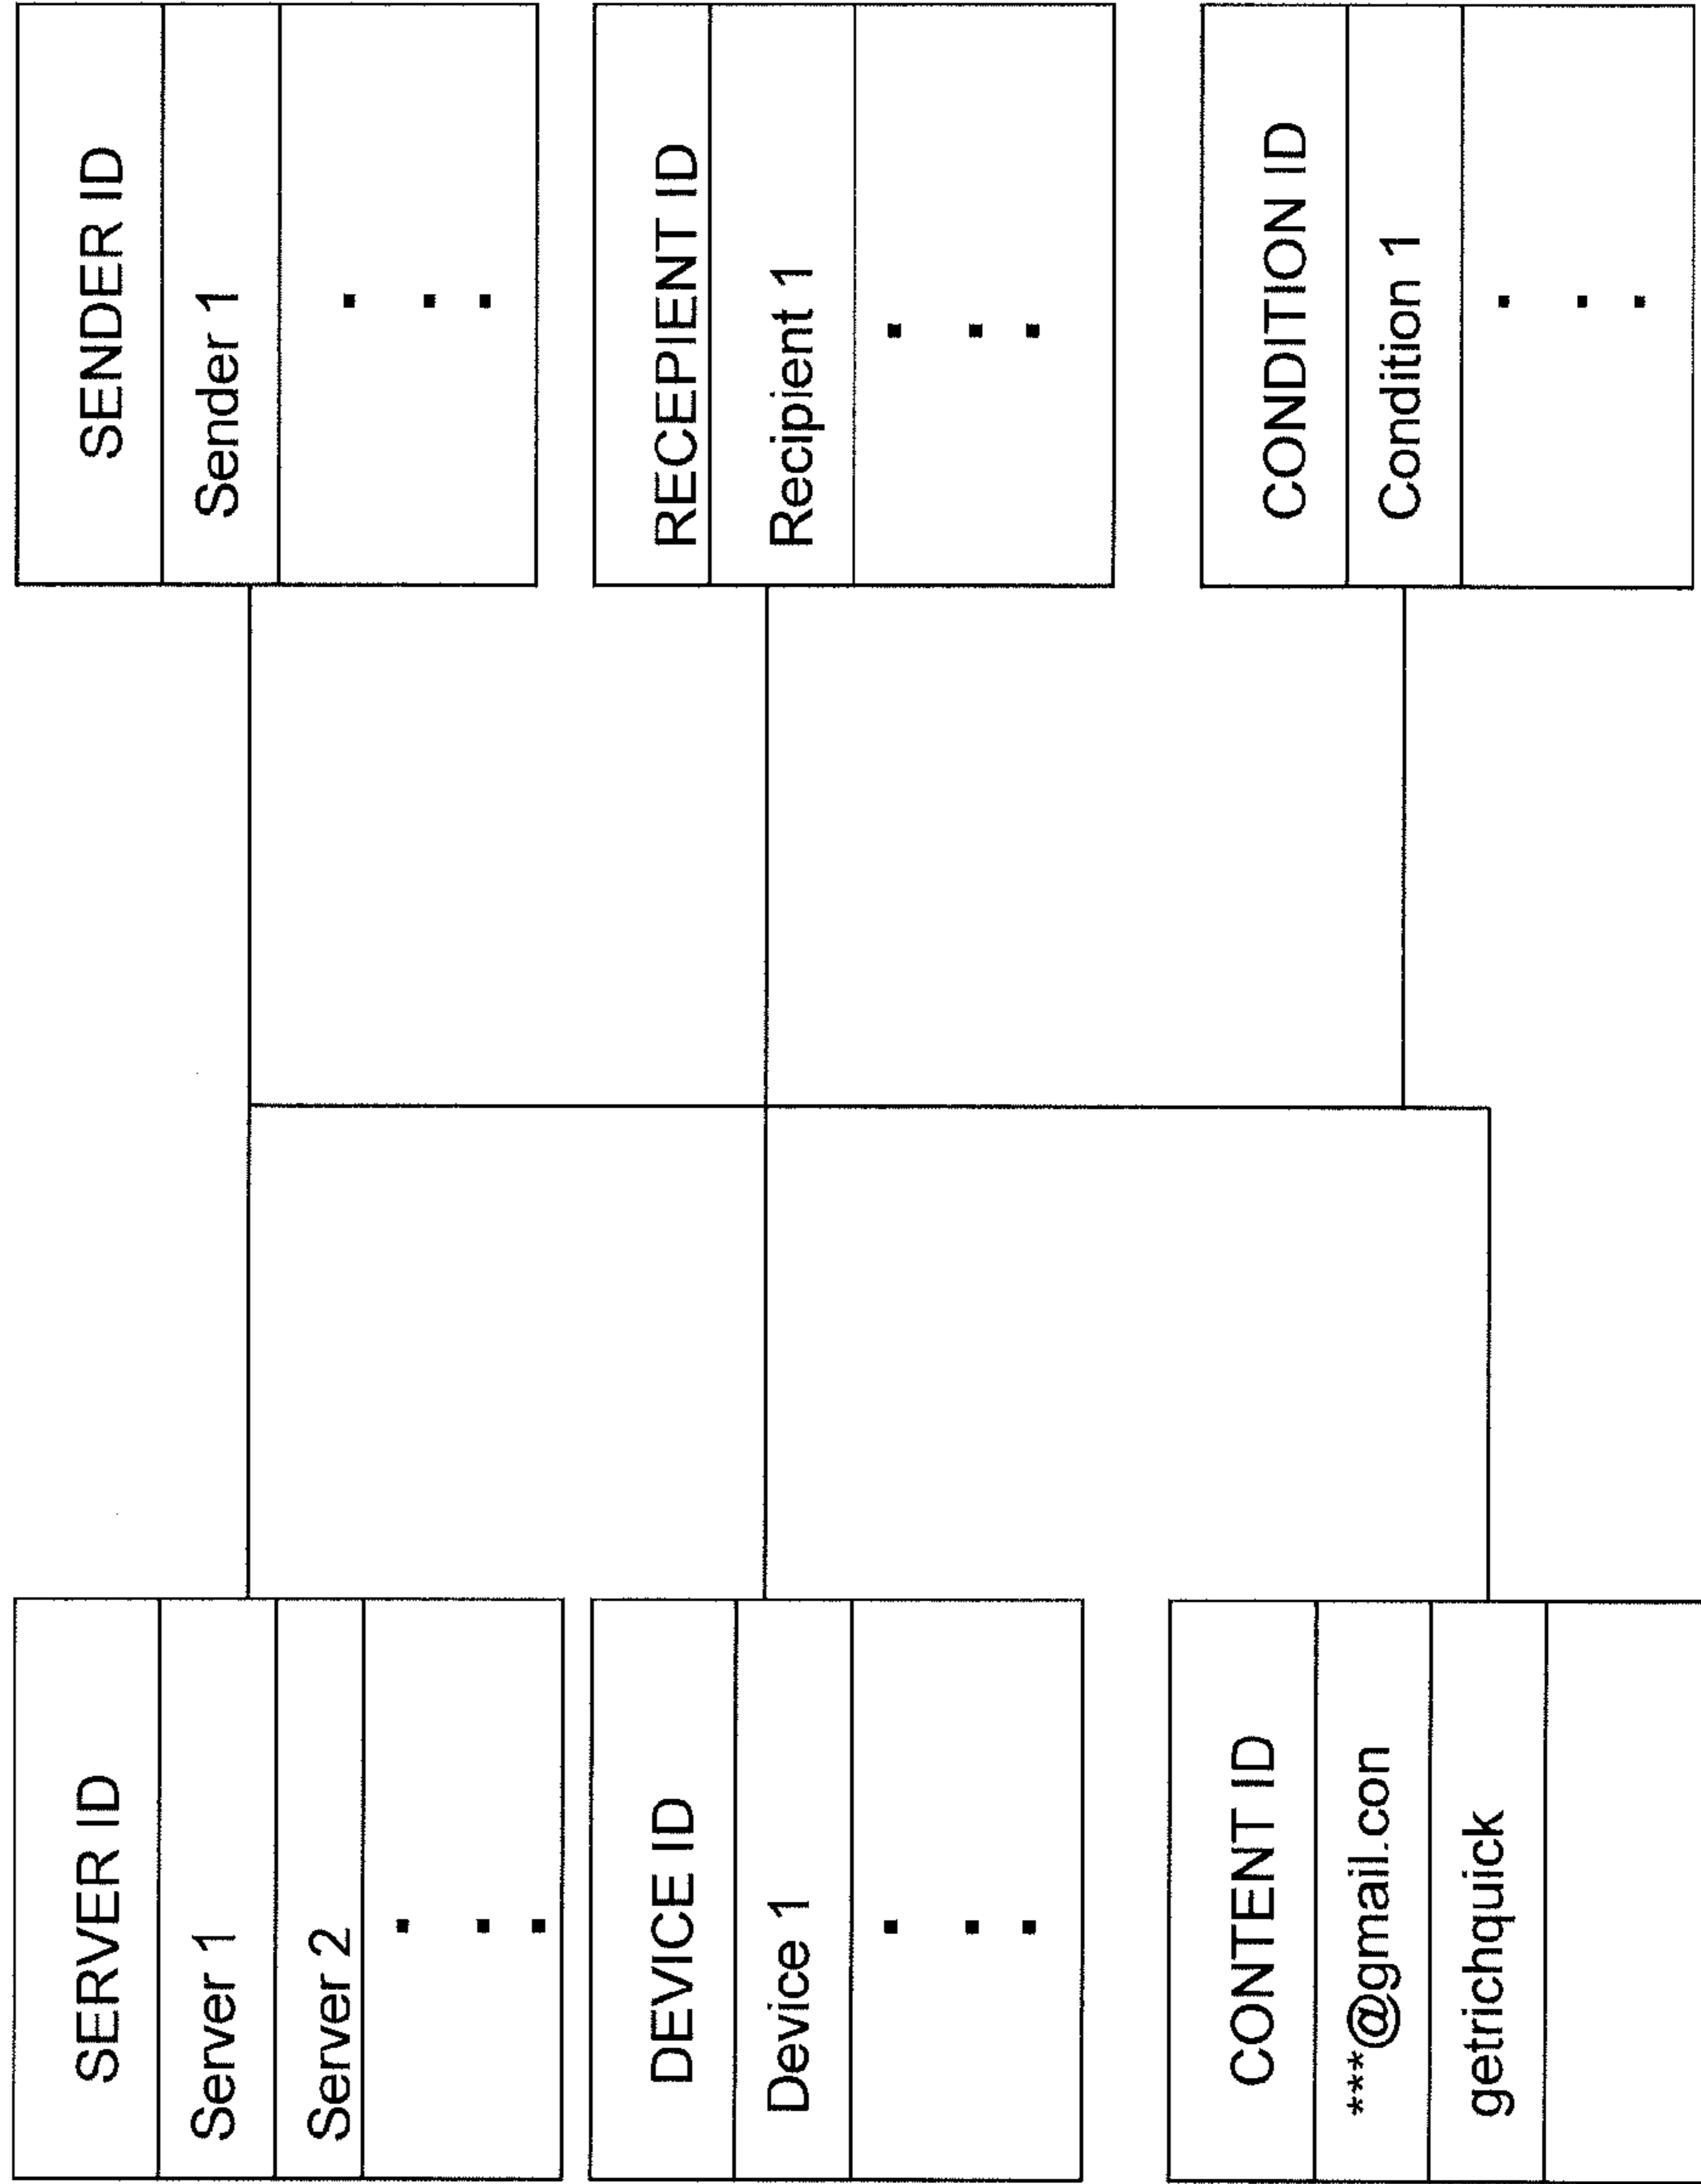 SERVER ID
Server 1
Server 2
DEVICE ID
Device 1
CONTENT ID
***@gmail.con
getrichquick
SENDER ID
Sender 1
RECEPIENT ID
Recipient 1
CONDITION ID
Condition 1